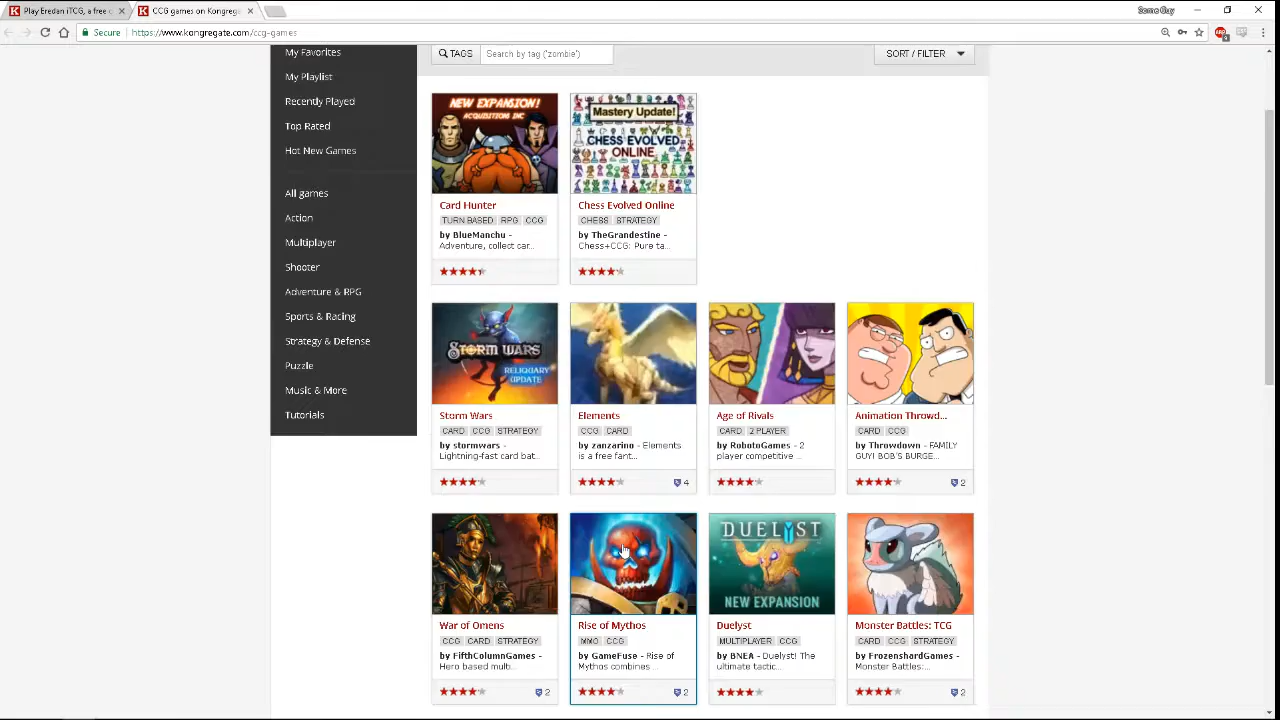 Play Eredan iTCG, a free c
CCG games on Kongregate
Some Guy
Secure
https://www.kongregate.com/ccg-games
My Favorites
My Playlist
Recently Played
Top Rated
Hot New Games
All games
Action
Multiplayer
Shooter
Adventure & RPG
Sports & Racing
Strategy & Defense
Puzzle
Music & More
Tutorials
TAGS
Search by tag ('zombie')
SORT / FILTER
NEW EXPANSION!
ACQUISITIONS INC
Card Hunter
TURN BASED RPG CCG
by BlueManchu -
Adventure, collect car...
Mastery Update!
CHESS EVOLVED
ONLINE
Chess Evolved Online
CHESS STRATEGY
by TheGrandestine -
Chess+CCG: Pure ta...
STORM WARS
RELIQUARY
UPDATE
Storm Wars
CARD CCG STRATEGY
by stormwars -
Lightning-fast card bat...
Elements
CCG CARD
by zanzarino - Elements
is a free fant...
4
Age of Rivals
CARD 2 PLAYER
by RobotoGames - 2
player competitive ...
Animation Throwd...
CARD CCG
by Throwdown - FAMILY
GUY! BOB'S BURGE...
2
War of Omens
CCG CARD STRATEGY
by FifthColumnGames -
Hero based multi...
2
Rise of Mythos
MMO CCG
by GameFuse - Rise of
Mythos combines ...
2
DUELYST
NEW EXPANSION
Duelyst
MULTIPLAYER CCG
by BNEA - Duelyst! The
ultimate tactic...
Monster Battles: TCG
CARD CCG STRATEGY
by FrozenshardGames -
Monster Battles:...
2